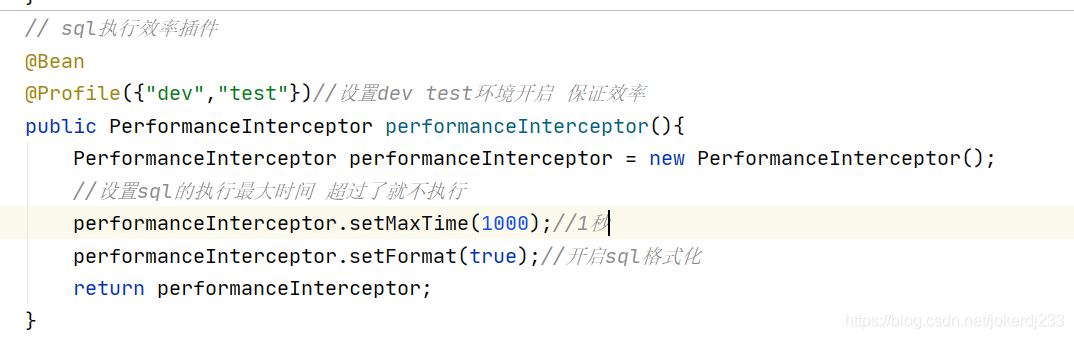 // sql执行效率插件
@Bean
@Profile({"dev","test"})//设置dev test环境开启 保证效率
public PerformanceInterceptor performanceInterceptor(){
    PerformanceInterceptor performanceInterceptor = new PerformanceInterceptor();
    //设置sql的执行最大时间 超过了就不执行
    performanceInterceptor.setMaxTime(1000);//1秒
    performanceInterceptor.setFormat(true);//开启sql格式化
    return performanceInterceptor;
}
https://blog.csdn.net/jokerdj233